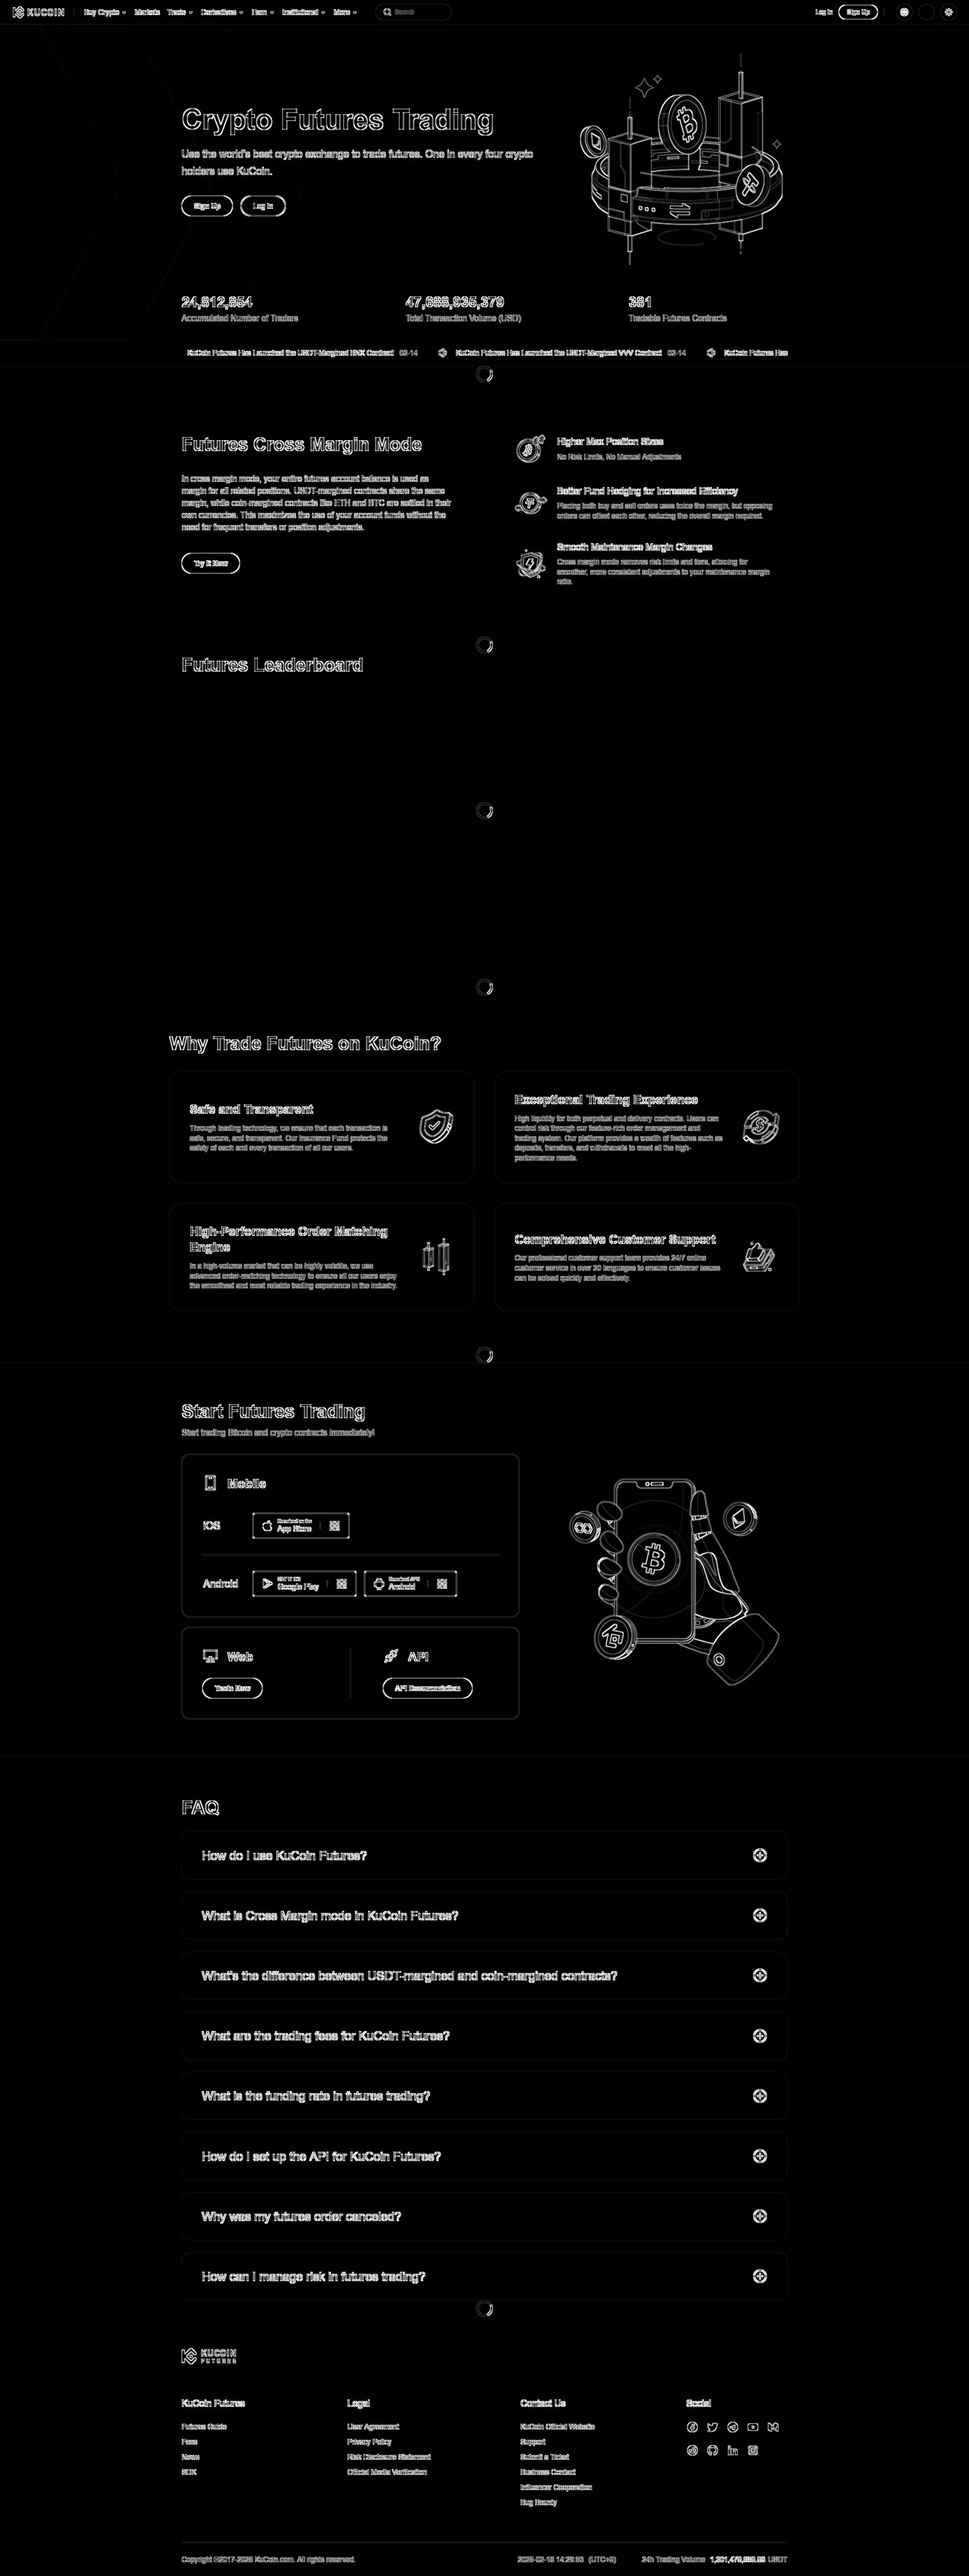 KUCOIN
Buy Crypto Markets Trade Derivatives Earn Institutional More Search Log In Sign Up
Crypto Futures Trading
Use the world's best crypto exchange to trade futures. One in every four crypto
holders use KuCoin.
Sign Up Log In
24,812,854 47,688,935,379 381
Accumulated Number of Traders Total Transaction Volume (USD) Tradable Futures Contracts
KuCoin Futures Has Launched the USDT-Margined Contract 02-14 KuCoin Futures Has Launched the USDT-Margined VVV Contract 02-14 KuCoin Futures Has
Futures Cross Margin Mode
In cross margin mode, your entire futures account balance is used as
margin for all related positions. USDT-margined contracts share the same
margin, while coin-margined contracts like ETH and BTC are settled in their
own currencies. This maximizes the use of your account funds without the
need for frequent transfers or position adjustments.
Try It Now
Higher Max Position Sizes
No Risk Limits, No Manual Adjustments
Better Fund Hedging for Increased Efficiency
Placing both buy and sell orders uses twice the margin, but opposing
orders can offset each other, reducing the overall margin required.
Smooth Maintenance Margin Changes
Cross margin mode removes risk limits and tiers, allowing for
smoother, more consistent adjustments to your maintenance margin
ratio.
Futures Leaderboard
Why Trade Futures on KuCoin?
Safe and Transparent
Through leading technology, we ensure that each transaction is
safe, secure, and transparent. Our Insurance Fund protects the
safety of each and every transaction of all our users.
Exceptional Trading Experience
High liquidity for both perpetual and delivery contracts. Users can
control risk through our feature-rich order management and
trading system. Our platform provides a wealth of features such as
deposits, transfers, and withdrawals to meet all the high-
performance needs.
High-Performance Order Matching
Engine
In a high-volume market that can be highly volatile, we use
advanced order-matching technology to ensure all our users enjoy
the smoothest and most reliable trading experience in the industry.
Comprehensive Customer Support
Our professional customer support team provides 24/7 online
customer service in over 20 languages to ensure customer issues
can be solved quickly and effectively.
Start Futures Trading
Start trading Bitcoin and crypto contracts immediately!
Mobile
iOS
Download on the
App Store
Android
GET IT ON
Google Play
Download APK
Android
Web
Trade Now
API
API Documentation
FAQ
How do I use KuCoin Futures?
What is Cross Margin mode in KuCoin Futures?
What's the difference between USDT-margined and coin-margined contracts?
What are the trading fees for KuCoin Futures?
What is the funding rate in futures trading?
How do I set up the API for KuCoin Futures?
Why was my futures order canceled?
How can I manage risk in futures trading?
KUCOIN
FUTURES
KuCoin Futures
Futures Guide
Fees
News
SDK
Legal
User Agreement
Privacy Policy
Risk Disclosure Statement
Official Media Verification
Contact Us
KuCoin Official Website
Support
Submit a Ticket
Business Contact
Influencer Cooperation
Bug Bounty
Social
Copyright ©2017-2025 KuCoin.com. All rights reserved.
(UTC+8) 24h Trading Volume USDT